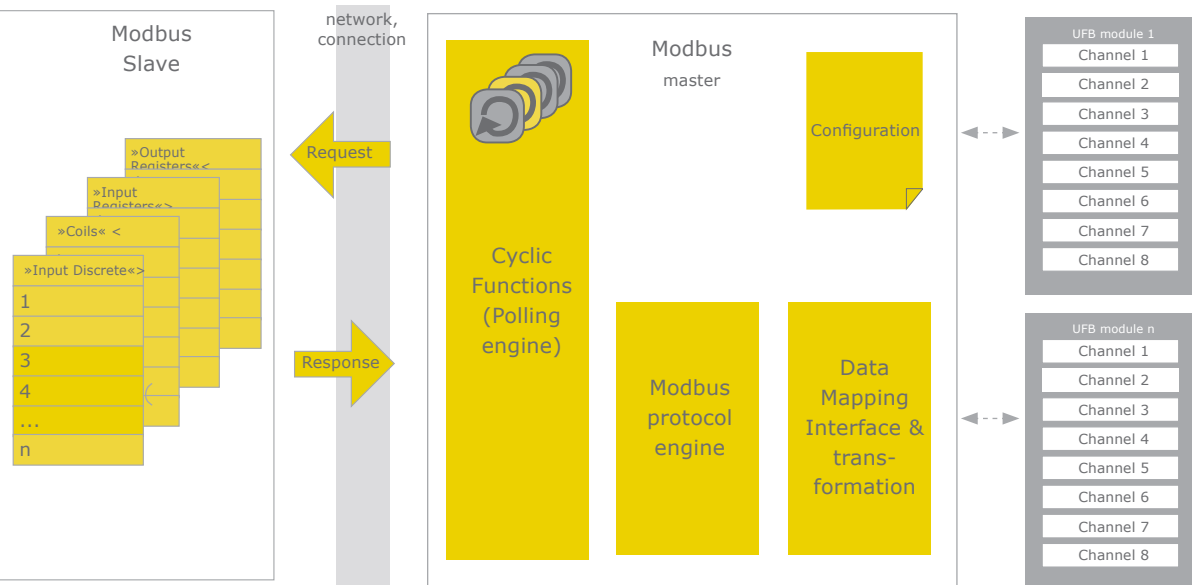 Modbus
Slave
»Output
Registers«<
»Input
Registers«>
»Coils« <
»Input Discrete«>
1
2
3
4
...
n
network,
connection
Request
Response
Modbus
master
Cyclic
Functions
(Polling
engine)
Modbus
protocol
engine
Configuration
Data
Mapping
Interface &
trans-
formation
UFB module 1
Channel 1
Channel 2
Channel 3
Channel 4
Channel 5
Channel 6
Channel 7
Channel 8
UFB module n
Channel 1
Channel 2
Channel 3
Channel 4
Channel 5
Channel 6
Channel 7
Channel 8